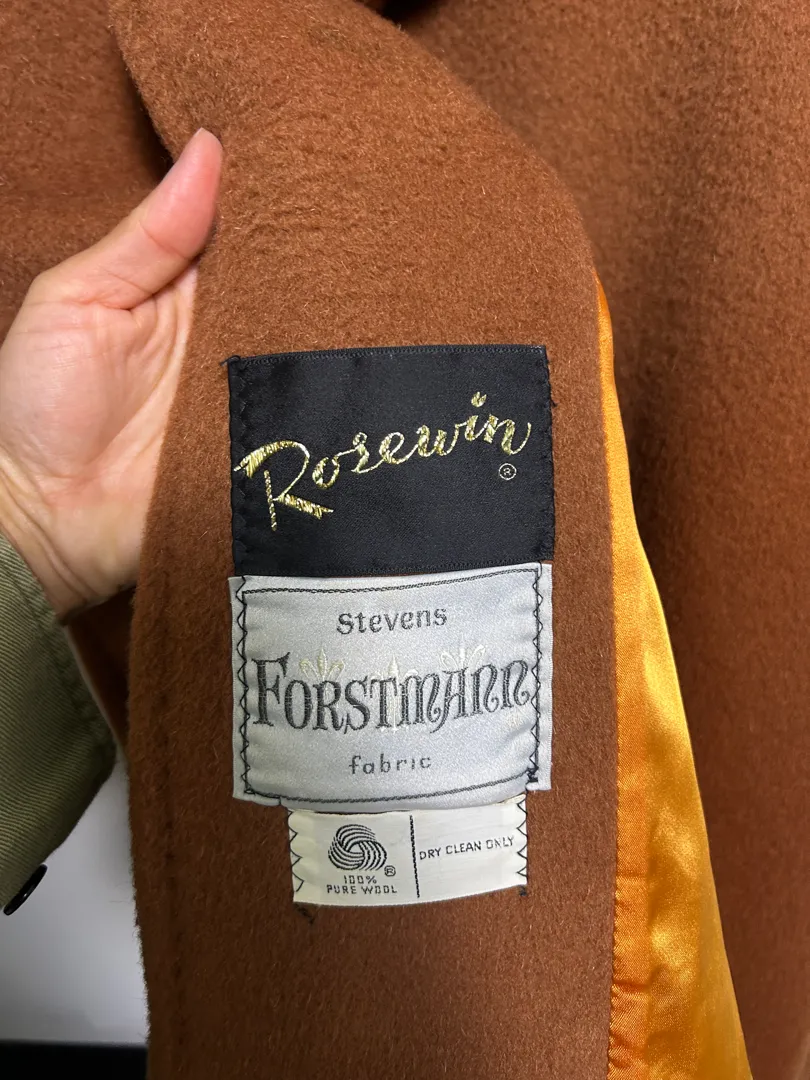 Rosewin
®
Stevens
FORSTMANN
fabric
®
100%
PURE WOOL
DRY CLEAN ONLY